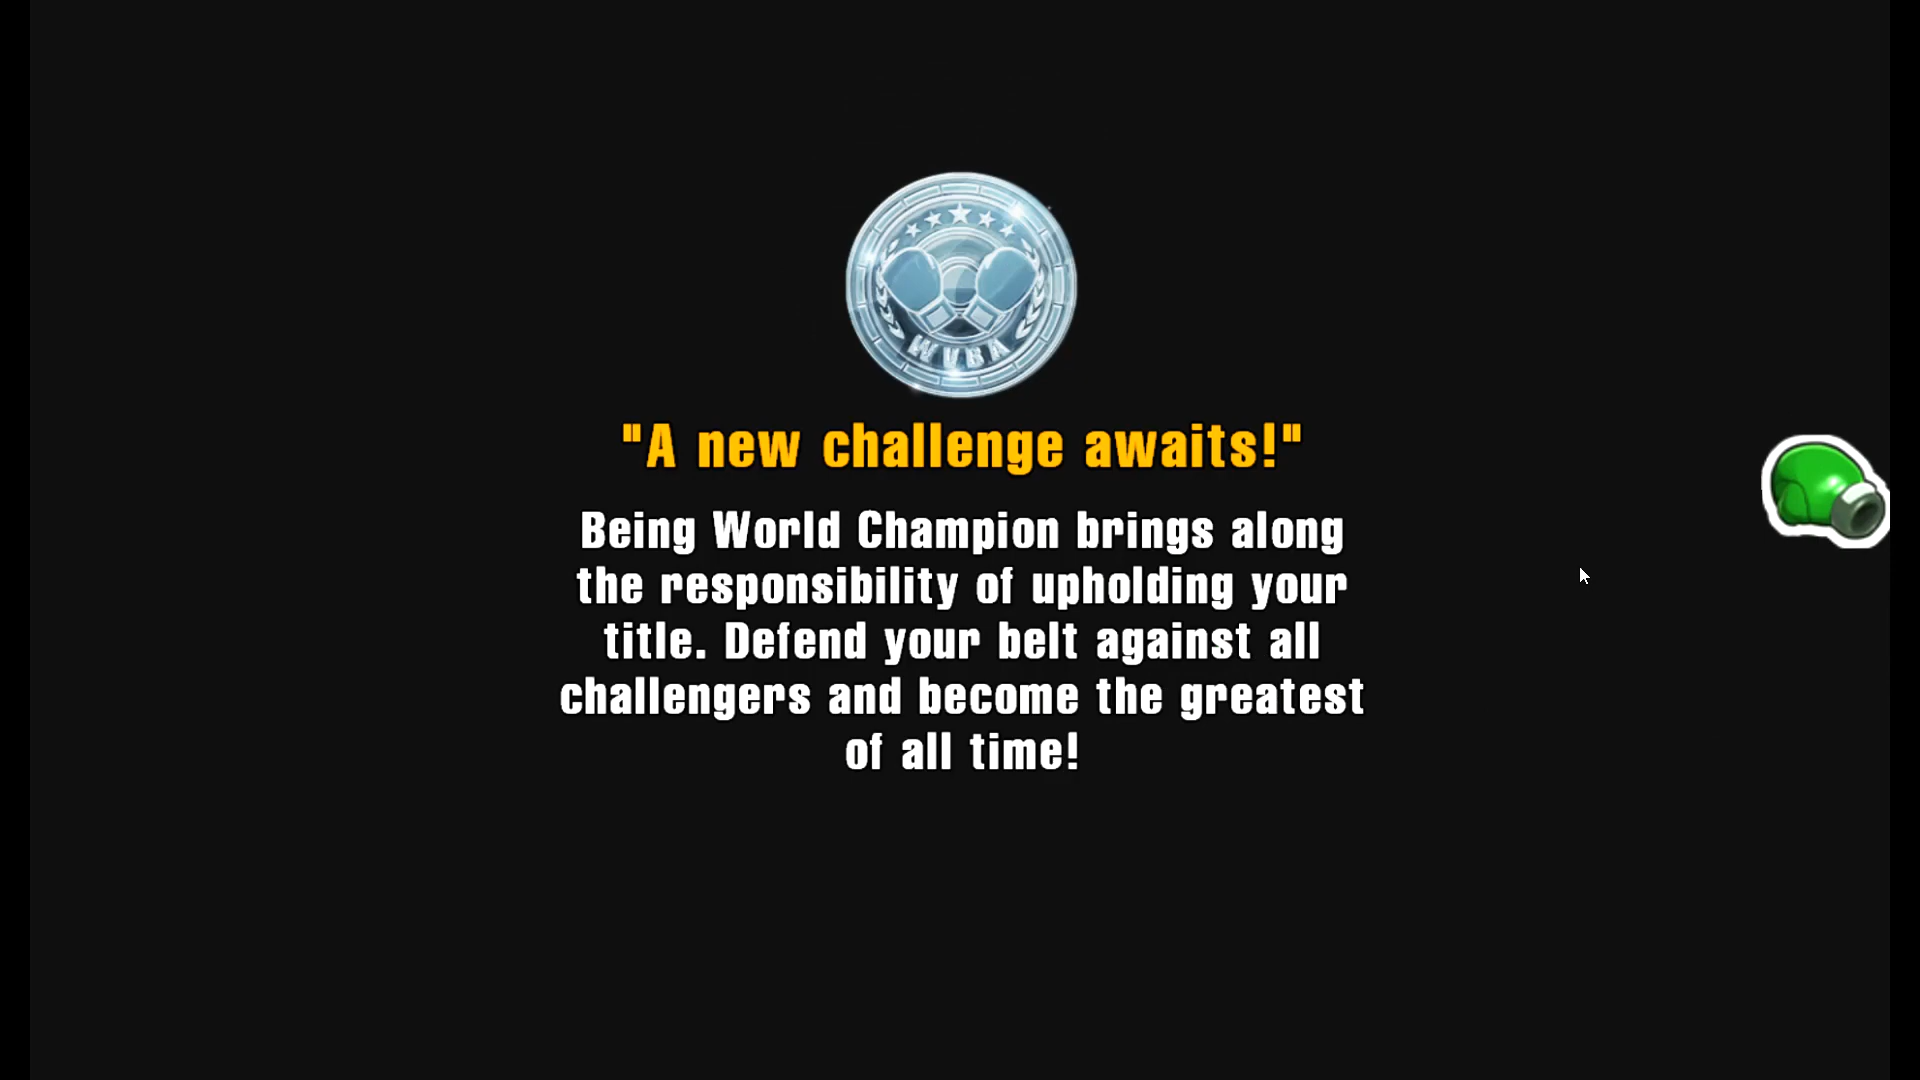 WVBA
"A new challenge awaits!"
Being World Champion brings along
the responsibility of upholding your
title. Defend your belt against all
challengers and become the greatest
of all time!